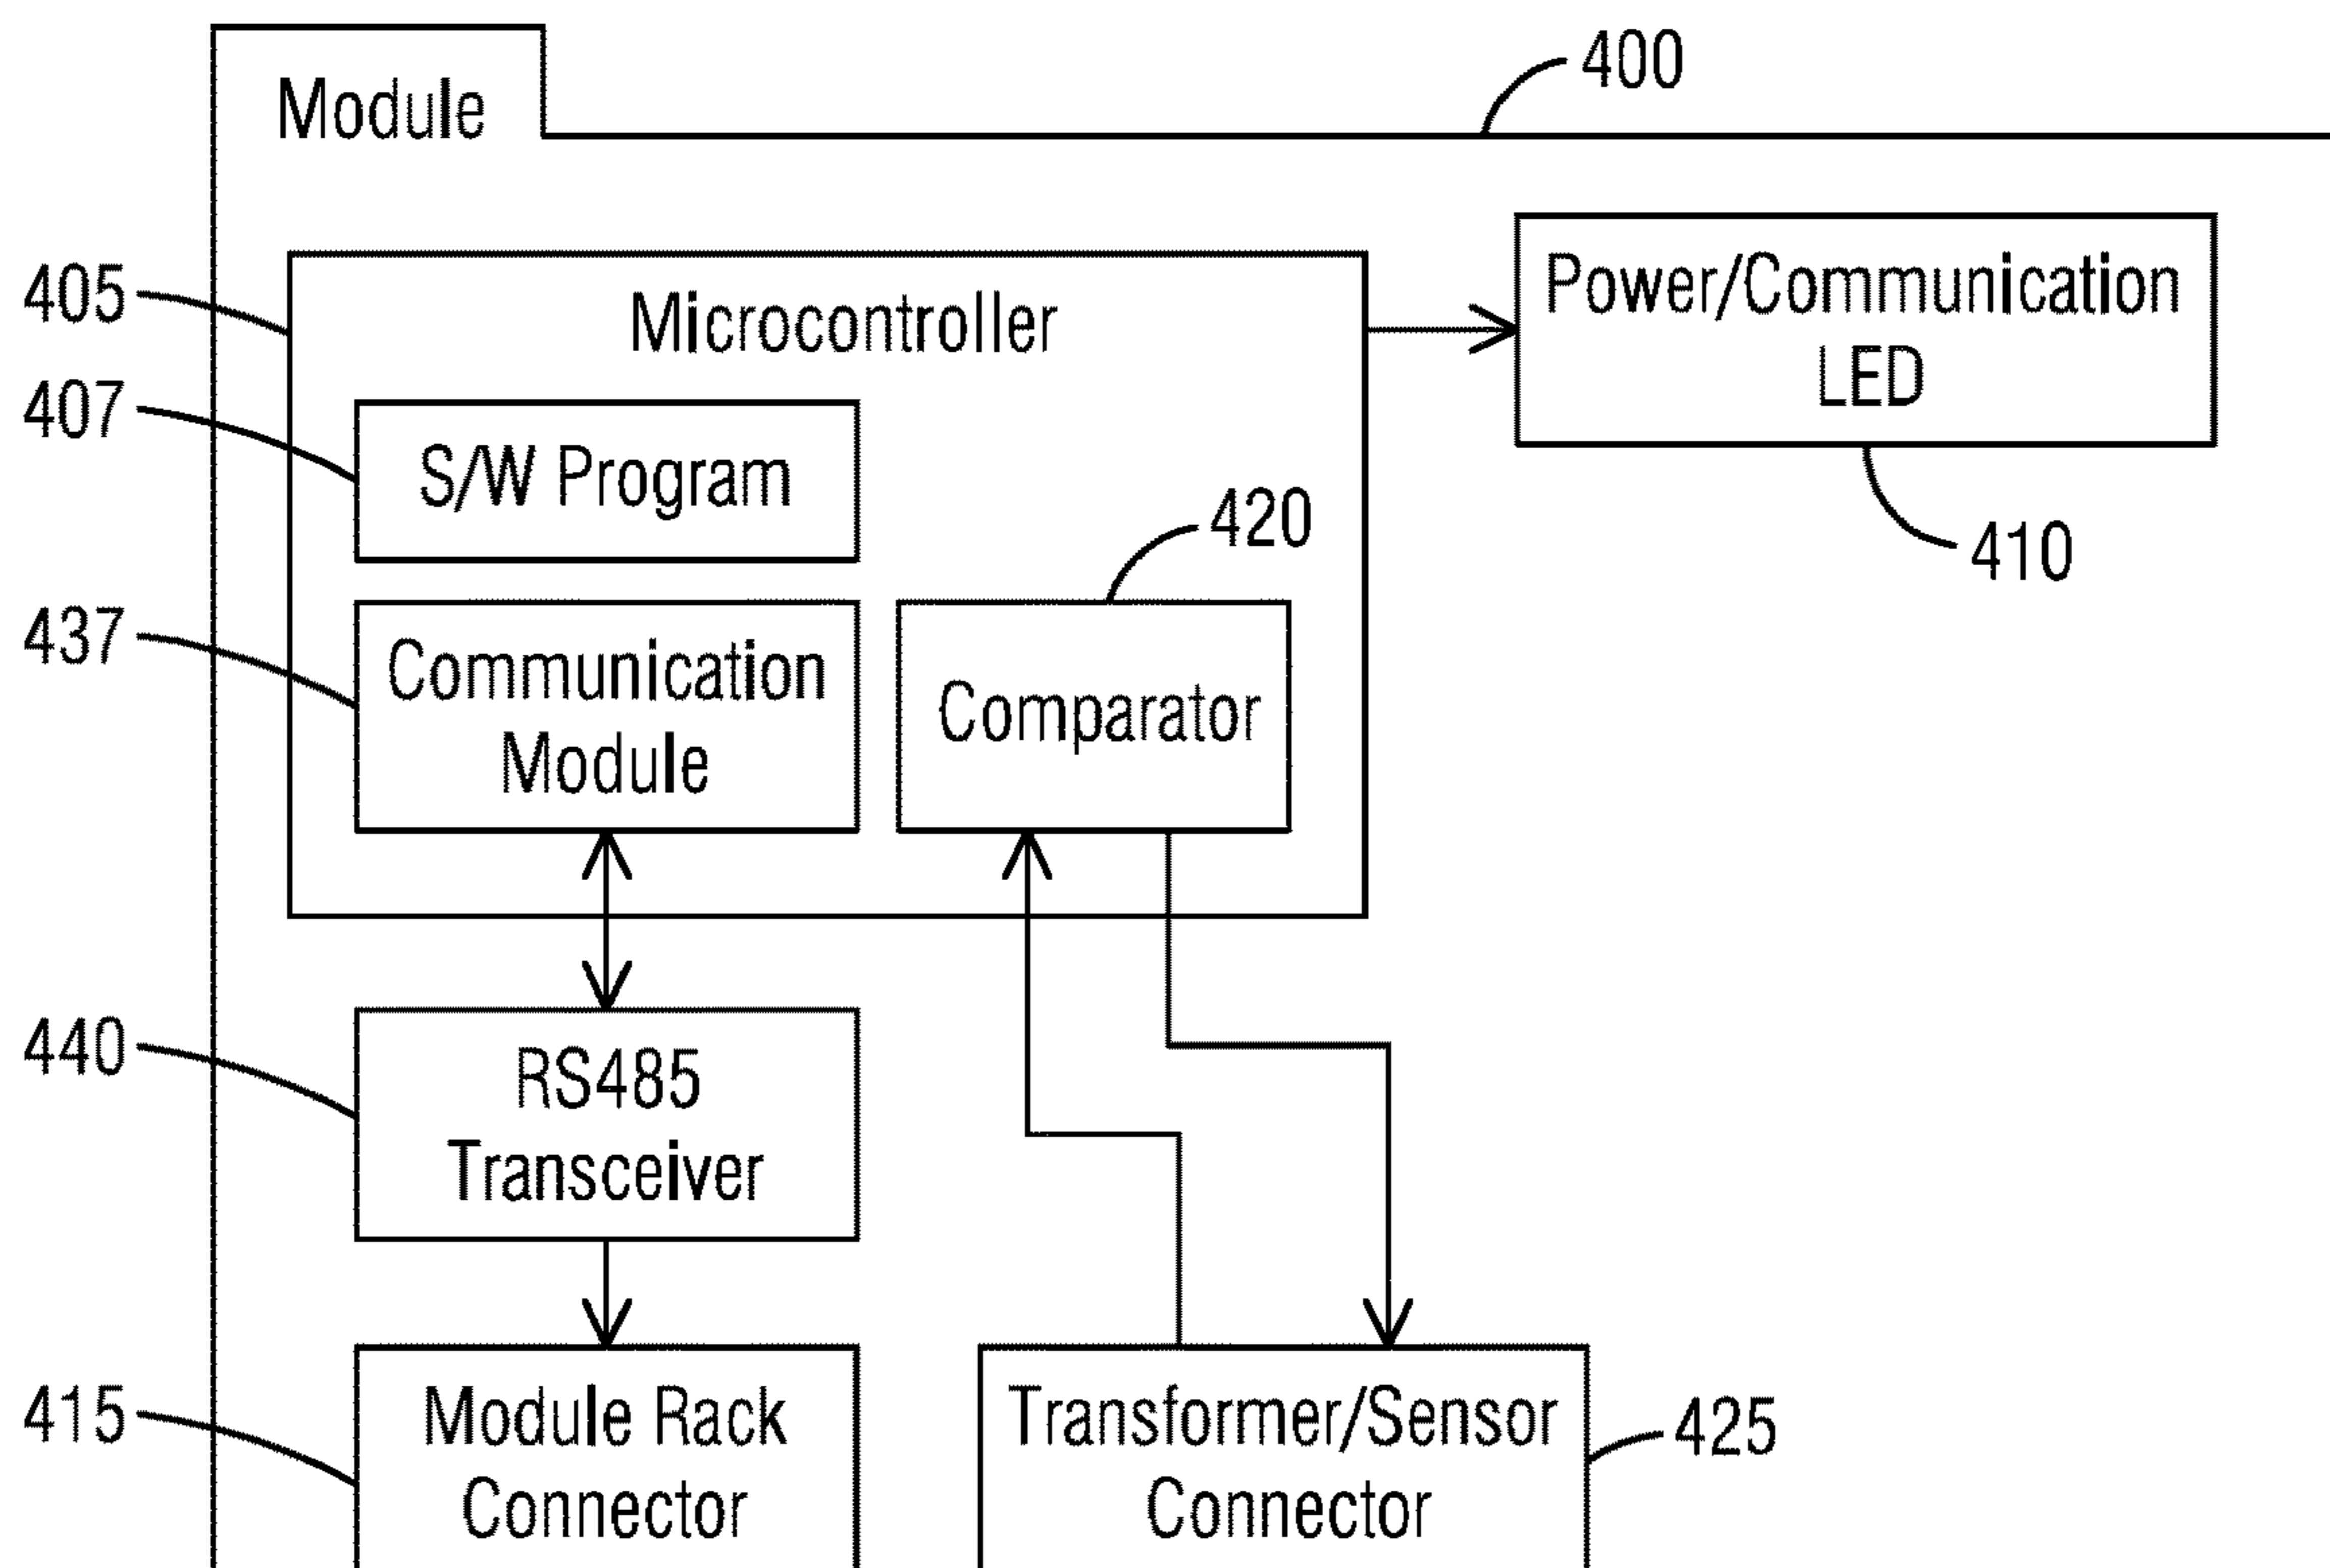 Module
400
405
Microcontroller
Power/Communication
LED
407
S/W Program
420
410
437
Communication
Module
Comparator
440
RS485
Transceiver
415
Module Rack
Connector
Transformer/Sensor
Connector
425